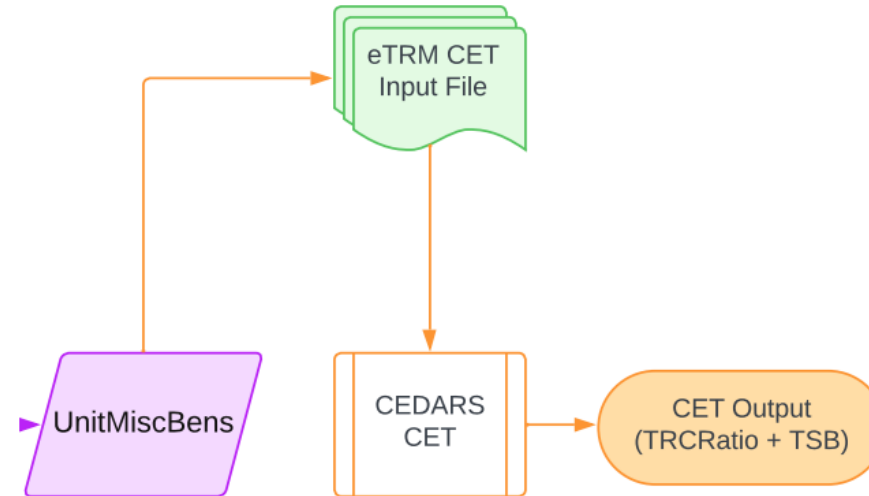 eTRM CET
Input File
UnitMiscBens
CEDARS
CET
CET Output
(TRCRatio + TSB)